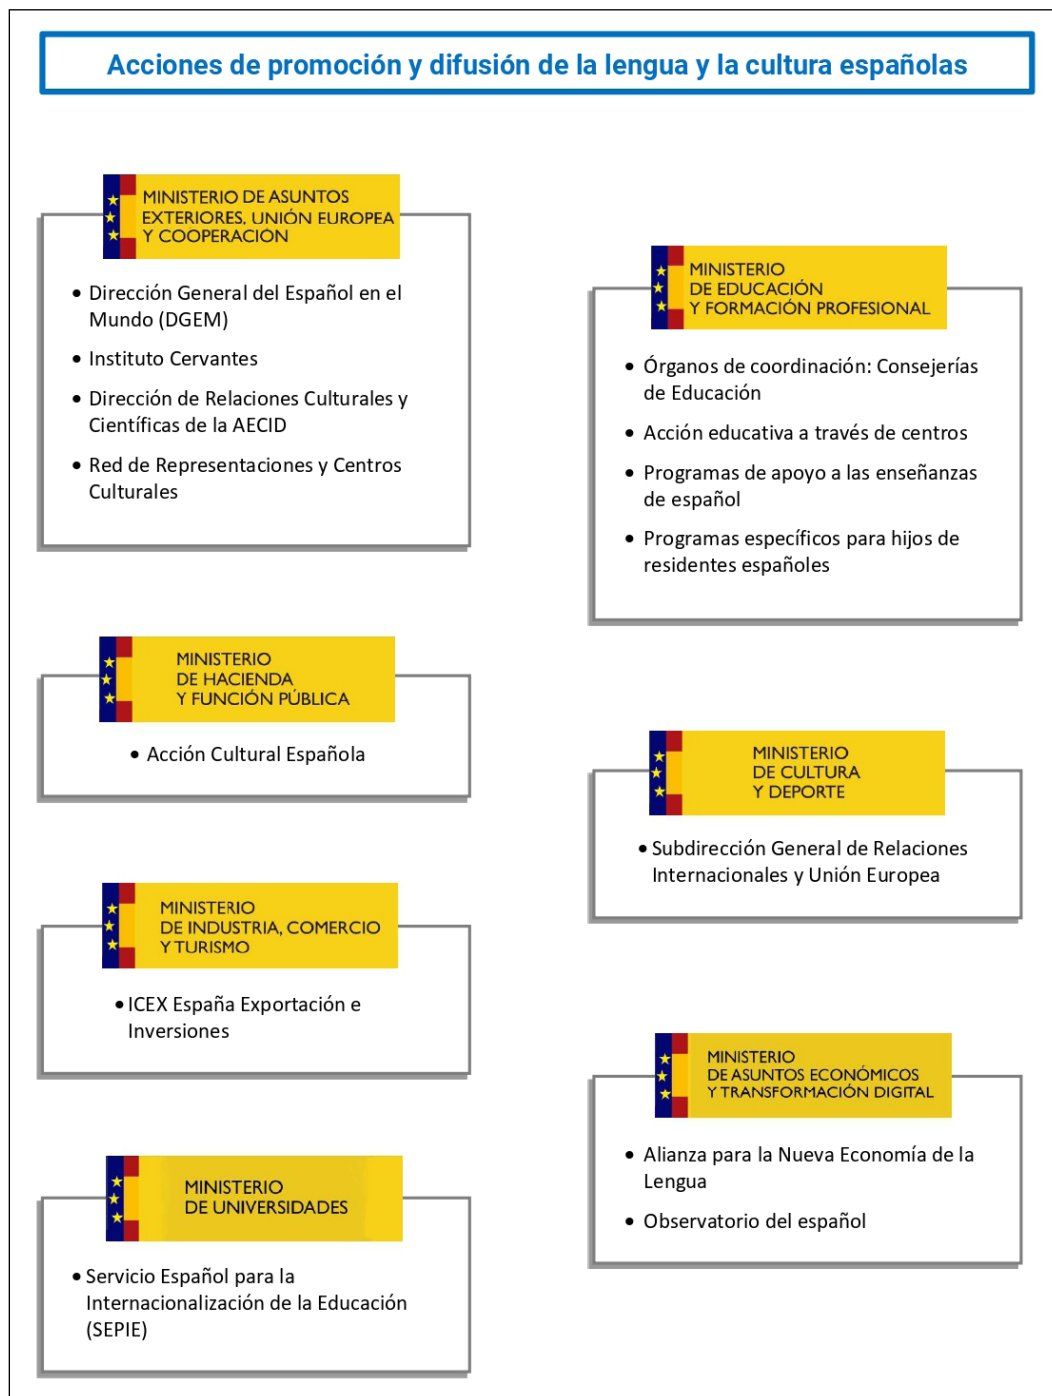 Acciones de promoción y difusión de la lengua y la cultura españolas
MINISTERIO DE ASUNTOS
EXTERIORES, UNIÓN EUROPEA
Y COOPERACIÓN
• Dirección General del Español en el
Mundo (DGEM)
• Instituto Cervantes
• Dirección de Relaciones Culturales y
Científicas de la AECID
• Red de Representaciones y Centros
Culturales
MINISTERIO
DE EDUCACIÓN
Y FORMACIÓN PROFESIONAL
• Órganos de coordinación: Consejerías
de Educación
• Acción educativa a través de centros
• Programas de apoyo a las enseñanzas
de español
• Programas específicos para hijos de
residentes españoles
MINISTERIO
DE HACIENDA
Y FUNCIÓN PÚBLICA
• Acción Cultural Española
MINISTERIO
DE CULTURA
Y DEPORTE
• Subdirección General de Relaciones
Internacionales y Unión Europea
MINISTERIO
DE INDUSTRIA, COMERCIO
Y TURISMO
• ICEX España Exportación e
Inversiones
MINISTERIO
DE ASUNTOS ECONÓMICOS
Y TRANSFORMACIÓN DIGITAL
• Alianza para la Nueva Economía de la
Lengua
• Observatorio del español
MINISTERIO
DE UNIVERSIDADES
• Servicio Español para la
Internacionalización de la Educación
(SEPIE)